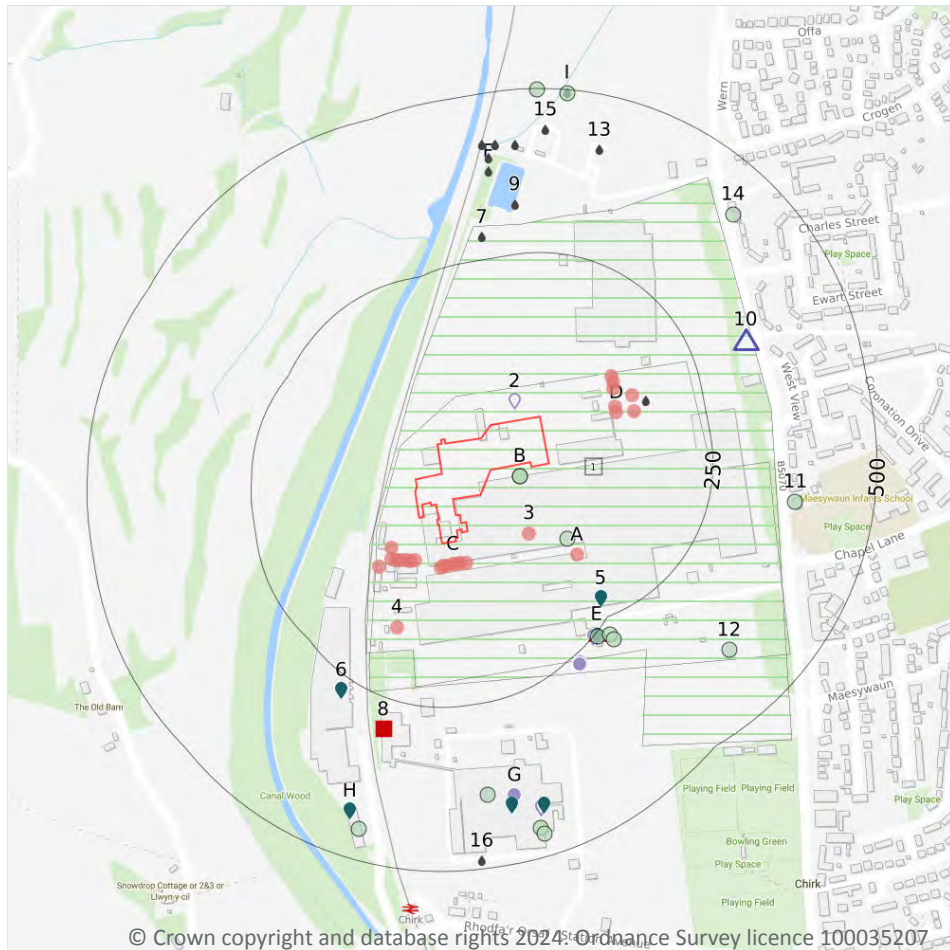 Offa
Wern
Crogen
I
15
13
F
9
14
7
Charles Street
Play Space
Ewart Street
10
West View
2
D
Coronation Drive
B
1
250
500
B5070
11
Maesywaun Infants School
3
A
Play Space
C
Chapel Lane
5
4
E
12
6
Maesywaun
The Old Barn
8
H
G
Canal Wood
Playing Field Playing Field
Play Space
16
Bowling Green
Play Space
Chirk
Snowdrop Cottage or 2&3 or
Llwyn-y-cil
Playing Field
Chirk
Rhodfa'r Orsaf / Station Avenue
© Crown copyright and database rights 2024. Ordnance Survey licence 100035207